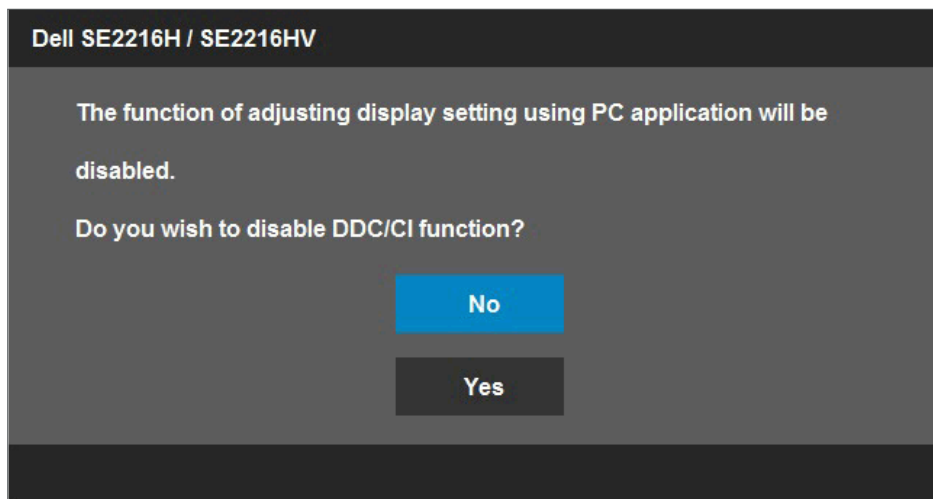 Dell SE2216H / SE2216HV
The function of adjusting display setting using PC application will be
disabled.
Do you wish to disable DDC/CI function?
No
Yes